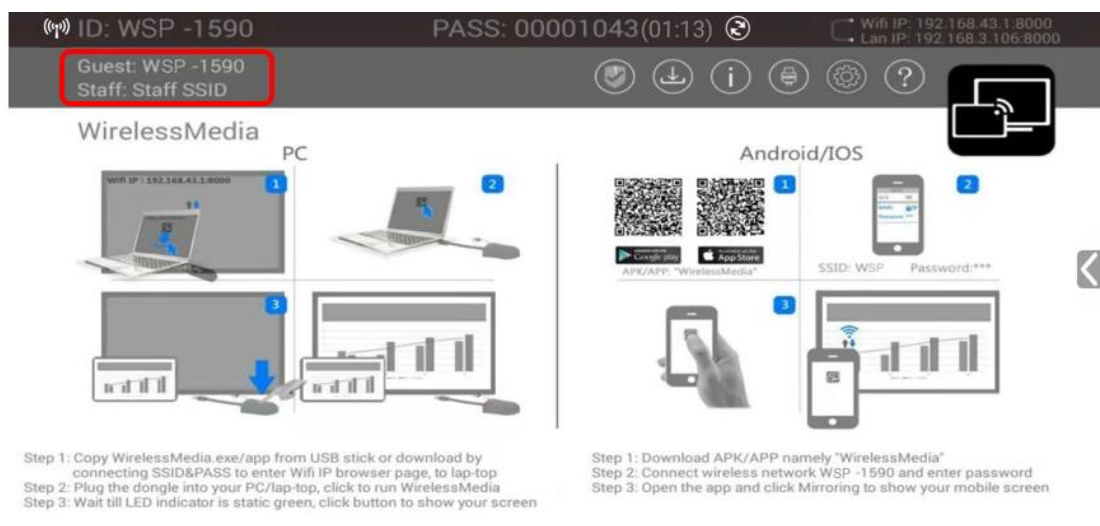 ID: WSP -1590
PASS: 00001043(01:13)
Wifi IP: 192.168.43.1:8000
Lan IP: 192.168.3.106:8000
Guest: WSP -1590
Staff: Staff SSID
WirelessMedia
PC
Wifi IP : 192.168.43.1:8000
1
2
3
Step 1: Copy WirelessMedia.exe/app from USB stick or download by
connecting SSID&PASS to enter Wifi IP browser page, to lap-top
Step 2: Plug the dongle into your PC/lap-top, click to run WirelessMedia
Step 3: Wait till LED indicator is static green, click button to show your screen
Android/IOS
1
Google play
App Store
APK/APP: "WirelessMedia"
2
SSID: WSP Password:***
3
Step 1: Download APK/APP namely "WirelessMedia"
Step 2: Connect wireless network WSP -1590 and enter password
Step 3: Open the app and click Mirroring to show your mobile screen